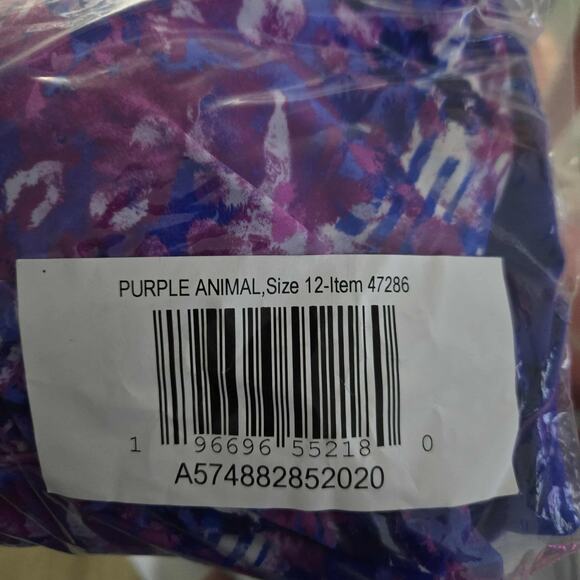 PURPLE ANIMAL,Size 12-Item 47286
1 96696 55218 0
A574882852020